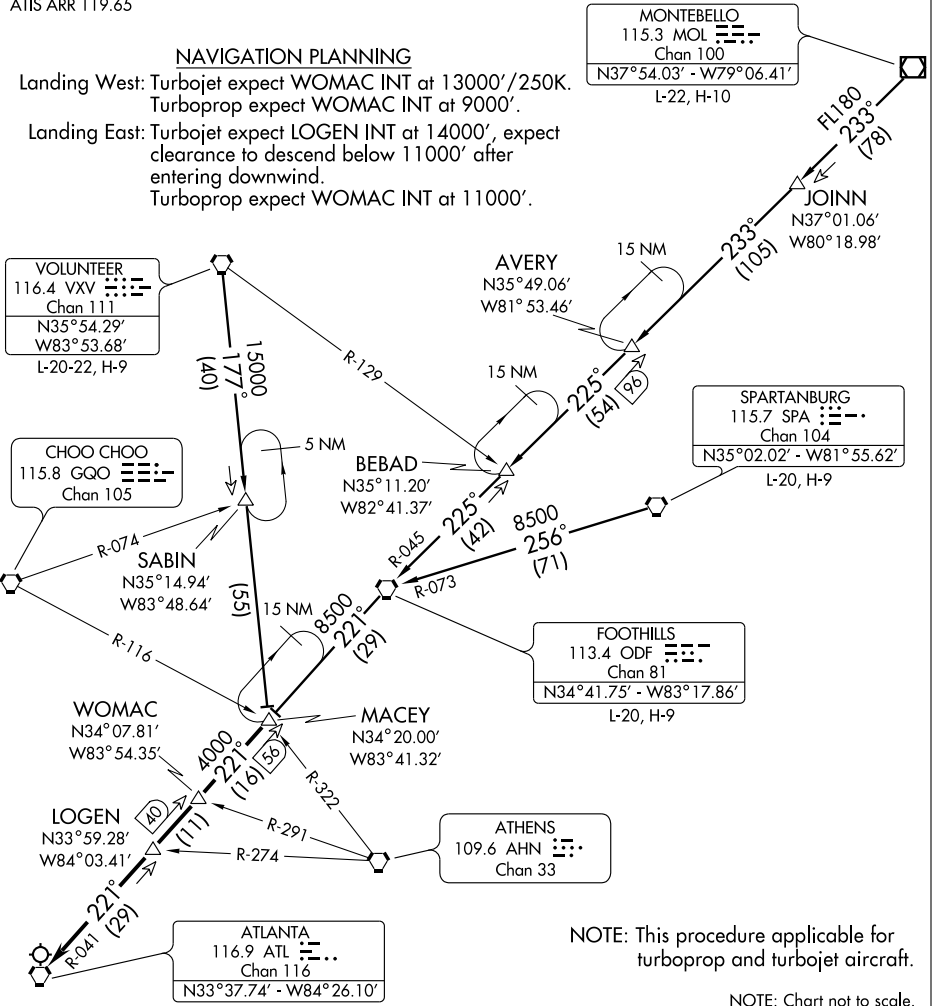 ATIS ARR 119.65
NAVIGATION PLANNING
Landing West: Turbojet expect WOMAC INT at 13000'/250K.
Turboprop expect WOMAC INT at 9000'.
Landing East: Turbojet expect LOGEN INT at 14000', expect
clearance to descend below 11000' after
entering downwind.
Turboprop expect WOMAC INT at 11000'.
MONTEBELLO
115.3 MOL
Chan 100
N37°54.03' - W79°06.41'
L-22, H-10
FL180
233°
(78)
JOINN
N37°01.06'
W80°18.98'
233°
(105)
15 NM
AVERY
N35°49.06'
W81°53.46'
VOLUNTEER
116.4 VXV
Chan 111
N35°54.29'
W83°53.68'
L-20-22, H-9
15000
177°
(40)
R-129
15 NM
225°
(54)
96
SPARTANBURG
115.7 SPA
Chan 104
N35°02.02' - W81°55.62'
L-20, H-9
5 NM
CHOO CHOO
115.8 GQO
Chan 105
BEBAD
N35°11.20'
W82°41.37'
225°
(42)
R-045
8500
256°
(71)
R-073
R-074
SABIN
N35°14.94'
W83°48.64'
(55)
15 NM
8500
221°
(29)
R-116
FOOTHILLS
113.4 ODF
Chan 81
N34°41.75' - W83°17.86'
L-20, H-9
WOMAC
N34°07.81'
W83°54.35'
MACEY
N34°20.00'
W83°41.32'
4000
221°
(16)
56
R-322
LOGEN
N33°59.28'
W84°03.41'
40
(11)
R-291
R-274
ATHENS
109.6 AHN
Chan 33
221°
(29)
R-041
ATLANTA
116.9 ATL
Chan 116
N33°37.74' - W84°26.10'
NOTE: This procedure applicable for
turboprop and turbojet aircraft.
NOTE: Chart not to scale.